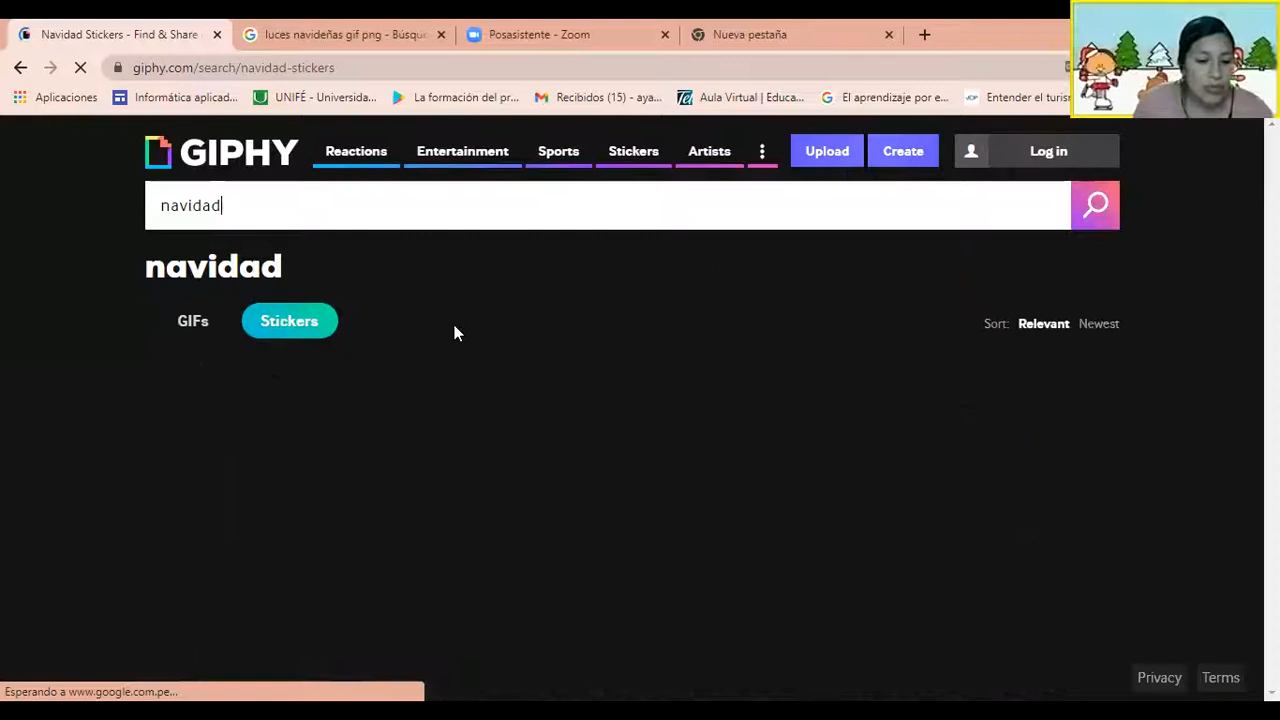 Navidad Stickers - Find & Share
luces navideñas gif png - Búsqu
Posasistente - Zoom
Nueva pestaña
giphy.com/search/navidad-stickers
Aplicaciones
Informática aplicad...
UNIFÉ - Universida...
La formación del pr...
Recibidos (15) - aya...
Aula Virtual | Educa...
El aprendizaje por e...
Entender el turis
GIPHY
Reactions
Entertainment
Sports
Stickers
Artists
Upload
Create
Log in
navidad
navidad
GIFs
Stickers
Sort: Relevant Newest
Privacy
Terms
Esperando a www.google.com.pe...